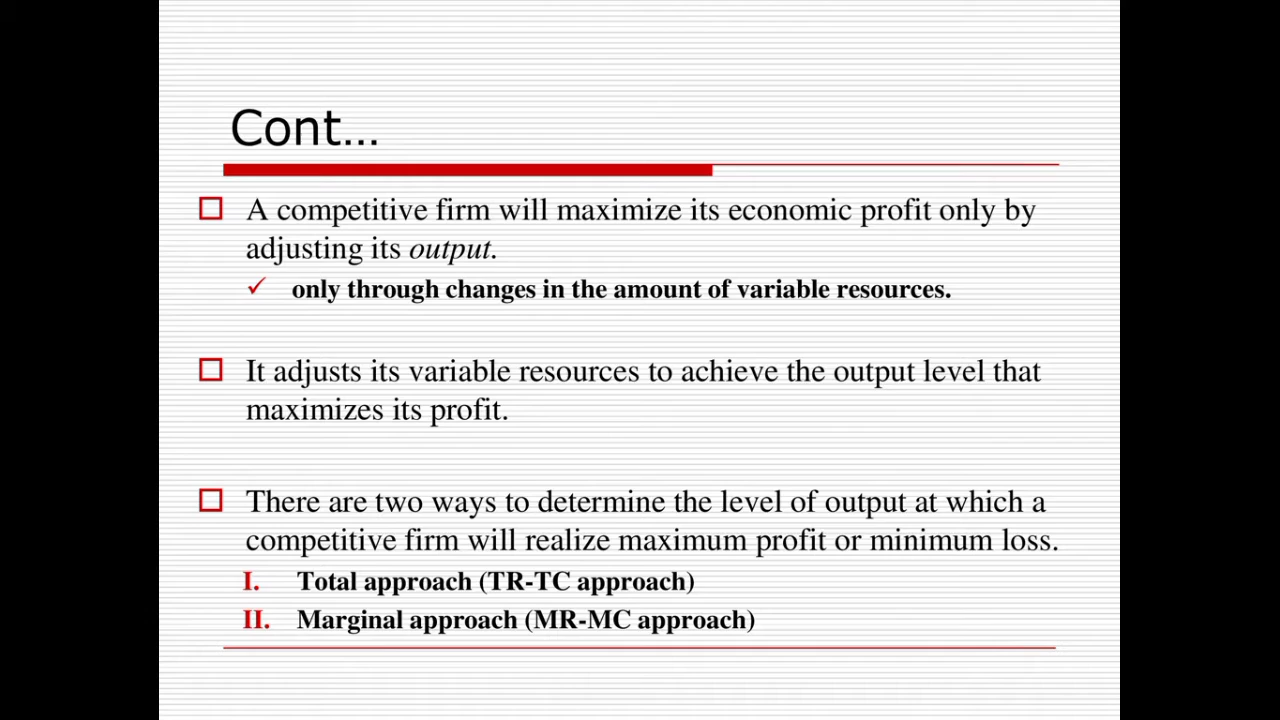 Cont...
A competitive firm will maximize its economic profit only by
adjusting its output.
only through changes in the amount of variable resources.
It adjusts its variable resources to achieve the output level that
maximizes its profit.
There are two ways to determine the level of output at which a
competitive firm will realize maximum profit or minimum loss.
I. Total approach (TR-TC approach)
II. Marginal approach (MR-MC approach)